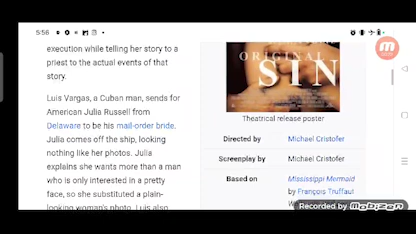 5:56
execution while telling her story to a
priest to the actual events of that
story.
Luis Vargas, a Cuban man, sends for
American Julia Russell from
Delaware to be his mail-order bride.
Julia comes off the ship, looking
nothing like her photos. Julia
explains she wants more than a man
who is only interested in a pretty
face, so she substituted a plain-
looking woman's photo. Luis also
ORIGINAL
SIN
Theatrical release poster
Directed by Michael Cristofer
Screenplay by Michael Cristofer
Based on Mississippi Mermaid
by François Truffaut
Recorded by Mobizen